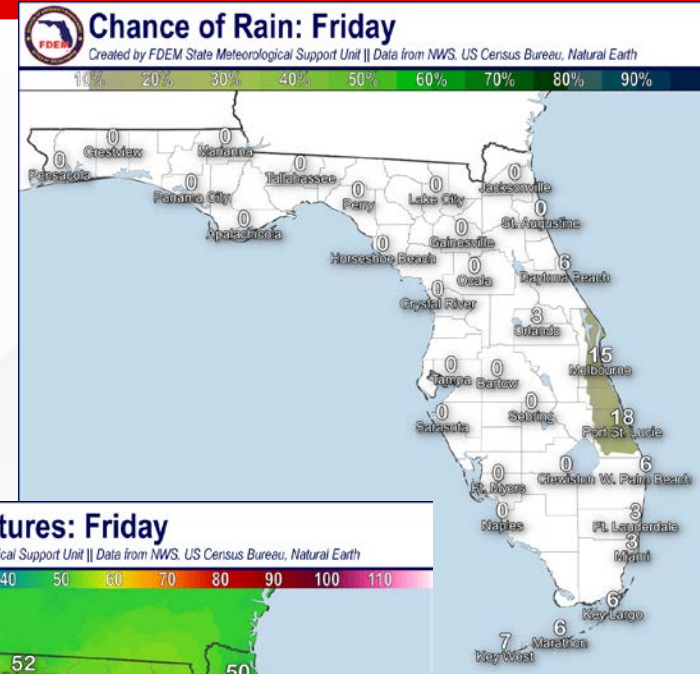 FDEM
Chance of Rain: Friday
Created by FDEM State Meteorological Support Unit || Data from NWS, US Census Bureau, Natural Earth
10% 20% 30% 40% 50% 60% 70% 80% 90%
0 Pensacola
0 Crestview
0 Marianna
0 Panama City
0 Apalachicola
0 Tallahassee
0 Perry
0 Lake City
0 Jacksonville
0 St. Augustine
0 Gainesville
0 Horseshoe Beach
0 Ocala
6 Daytona Beach
0 Crystal River
3 Orlando
15 Melbourne
0 Tampa
0 Bartow
0 Sebring
18 Port St. Lucie
0 Sarasota
0 Ft. Myers
0 Clewiston
6 W. Palm Beach
0 Naples
3 Ft. Lauderdale
3 Miami
6 Key Largo
6 Marathon
7 Key West
tures: Friday
cal Support Unit || Data from NWS, US Census Bureau, Natural Earth
40 50 60 70 80 90 100 110
52
50